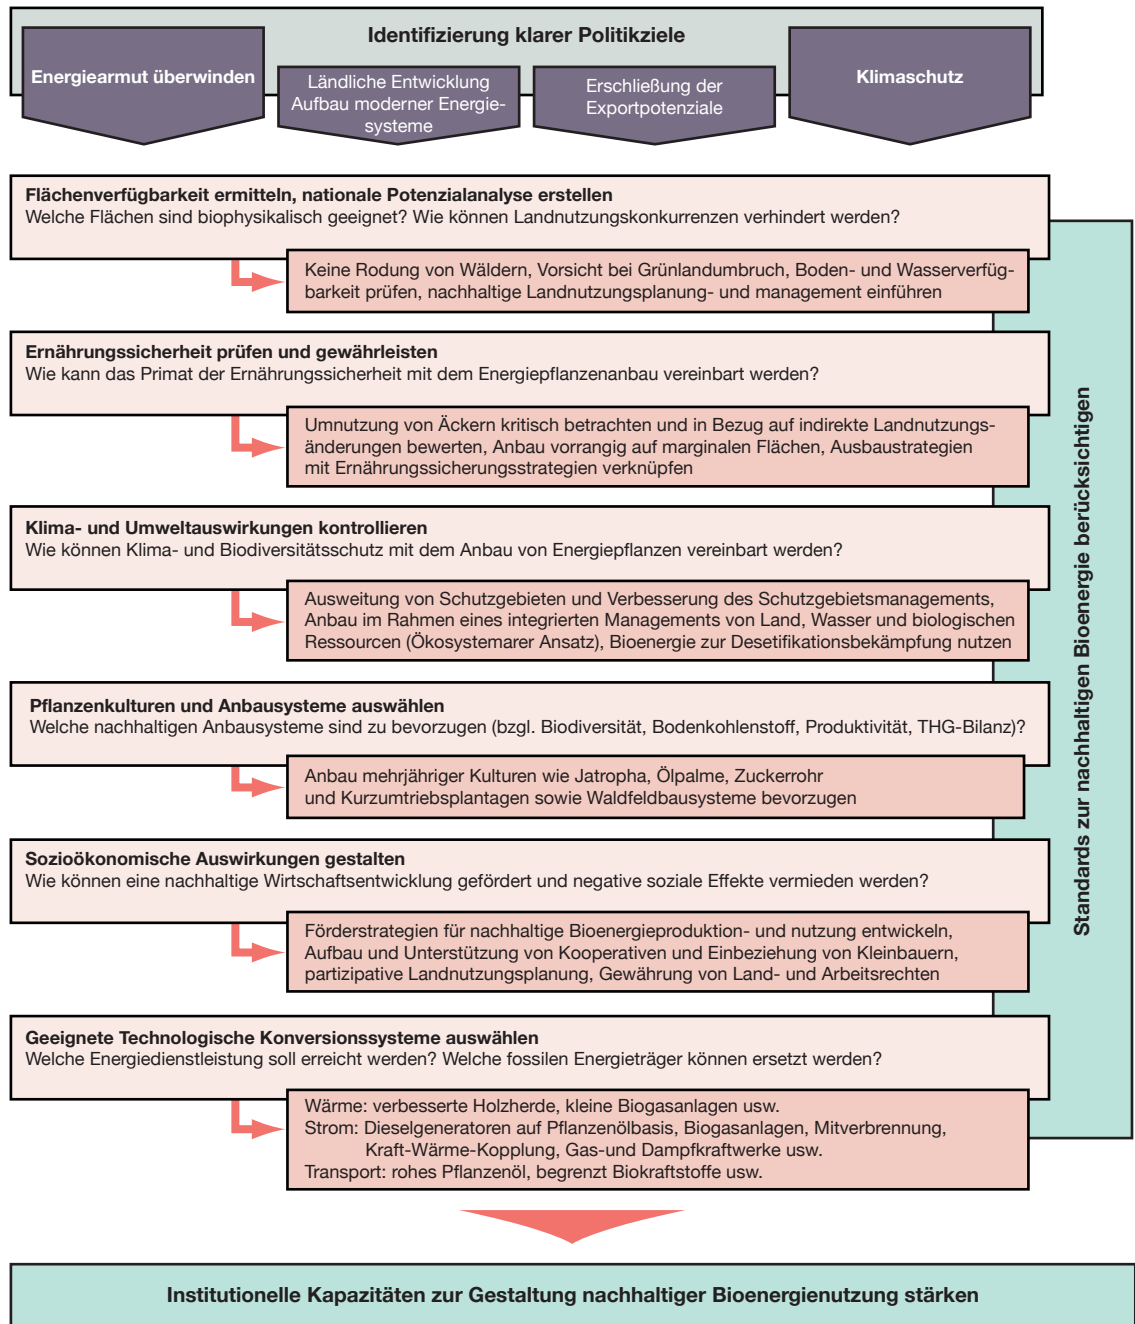 Identifizierung klarer Politikziele
Energiearmut überwinden
Ländliche Entwicklung
Aufbau moderner Energie-
systeme
Erschließung der
Exportpotenziale
Klimaschutz
Flächenverfügbarkeit ermitteln, nationale Potenzialanalyse erstellen
Welche Flächen sind biophysikalisch geeignet? Wie können Landnutzungskonkurrenzen verhindert werden?
Keine Rodung von Wäldern, Vorsicht bei Grünlandumbruch, Boden- und Wasserverfüg-
barkeit prüfen, nachhaltige Landnutzungsplanung- und management einführen
Ernährungssicherheit prüfen und gewährleisten
Wie kann das Primat der Ernährungssicherheit mit dem Energiepflanzenanbau vereinbart werden?
Umnutzung von Äckern kritisch betrachten und in Bezug auf indirekte Landnutzungs-
änderungen bewerten, Anbau vorrangig auf marginalen Flächen, Ausbaustrategien
mit Ernährungssicherungsstrategien verknüpfen
Klima- und Umweltauswirkungen kontrollieren
Wie können Klima- und Biodiversitätsschutz mit dem Anbau von Energiepflanzen vereinbart werden?
Ausweitung von Schutzgebieten und Verbesserung des Schutzgebietsmanagements,
Anbau im Rahmen eines integrierten Managements von Land, Wasser und biologischen
Ressourcen (Ökosystemarer Ansatz), Bioenergie zur Desetifikationsbekämpfung nutzen
Pflanzenkulturen und Anbausysteme auswählen
Welche nachhaltigen Anbausysteme sind zu bevorzugen (bzgl. Biodiversität, Bodenkohlenstoff, Produktivität, THG-Bilanz)?
Anbau mehrjähriger Kulturen wie Jatropha, Ölpalme, Zuckerrohr
und Kurzumtriebsplantagen sowie Waldfeldbausysteme bevorzugen
Sozioökonomische Auswirkungen gestalten
Wie können eine nachhaltige Wirtschaftsentwicklung gefördert und negative soziale Effekte vermieden werden?
Förderstrategien für nachhaltige Bioenergieproduktion- und nutzung entwickeln,
Aufbau und Unterstützung von Kooperativen und Einbeziehung von Kleinbauern,
partizipative Landnutzungsplanung, Gewährung von Land- und Arbeitsrechten
Geeignete Technologische Konversionssysteme auswählen
Welche Energiedienstleistung soll erreicht werden? Welche fossilen Energieträger können ersetzt werden?
Wärme: verbesserte Holzherde, kleine Biogasanlagen usw.
Strom: Dieselgeneratoren auf Pflanzenölbasis, Biogasanlagen, Mitverbrennung,
Kraft-Wärme-Kopplung, Gas-und Dampfkraftwerke usw.
Transport: rohes Pflanzenöl, begrenzt Biokraftstoffe usw.
Standards zur nachhaltigen Bioenergie berücksichtigen
Institutionelle Kapazitäten zur Gestaltung nachhaltiger Bioenergienutzung stärken